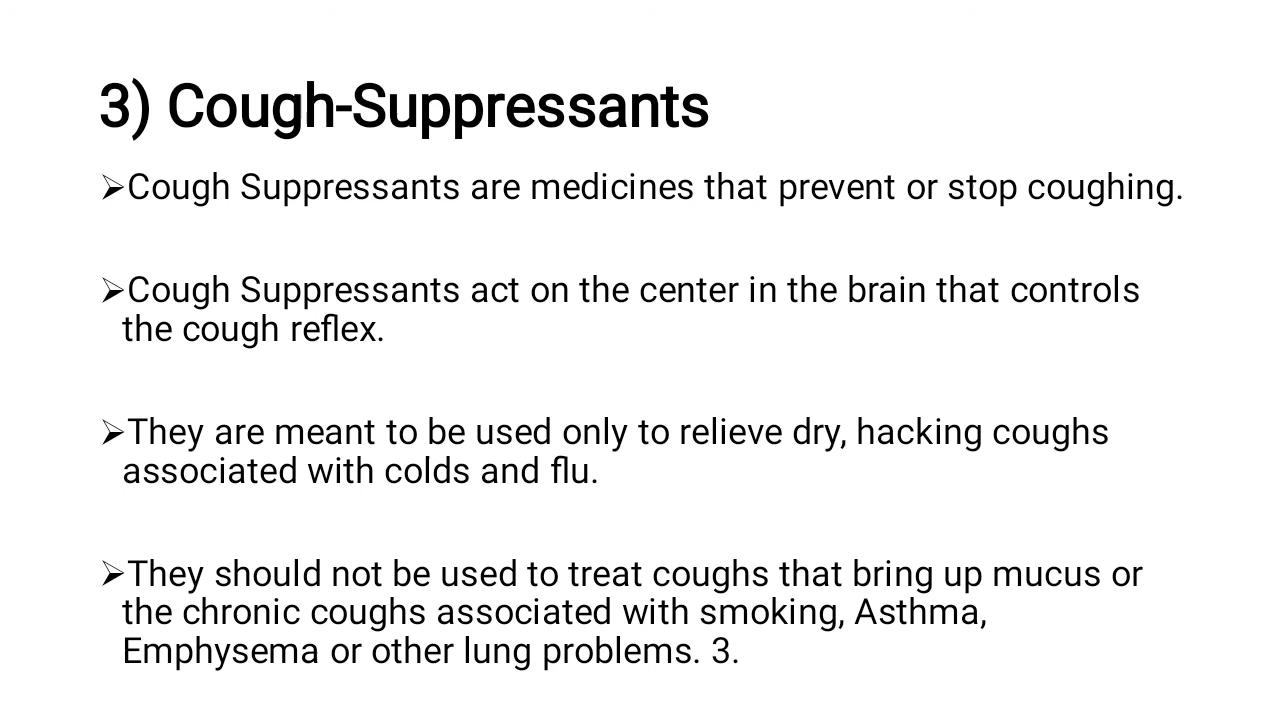 3) Cough-Suppressants
➢Cough Suppressants are medicines that prevent or stop coughing.
➢Cough Suppressants act on the center in the brain that controls
the cough reflex.
➢They are meant to be used only to relieve dry, hacking coughs
associated with colds and flu.
➢They should not be used to treat coughs that bring up mucus or
the chronic coughs associated with smoking, Asthma,
Emphysema or other lung problems. 3.